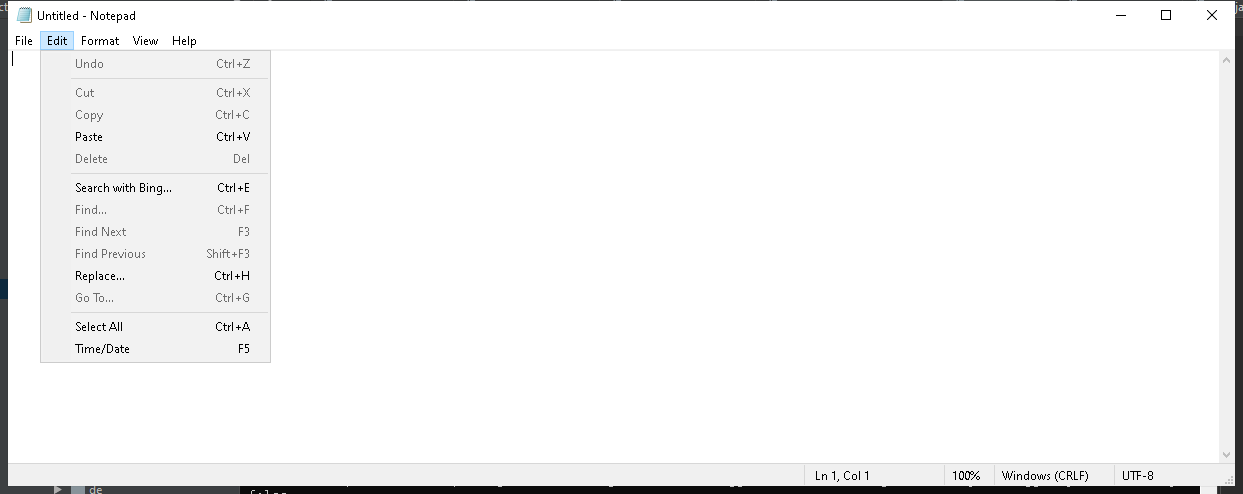 Untitled - Notepad
File Edit Format View Help
Undo Ctrl+Z
Cut Ctrl+X
Copy Ctrl+C
Paste Ctrl+V
Delete Del
Search with Bing... Ctrl+E
Find... Ctrl+F
Find Next F3
Find Previous Shift+F3
Replace... Ctrl+H
Go To... Ctrl+G
Select All Ctrl+A
Time/Date F5
Ln 1, Col 1 100% Windows (CRLF) UTF-8
de